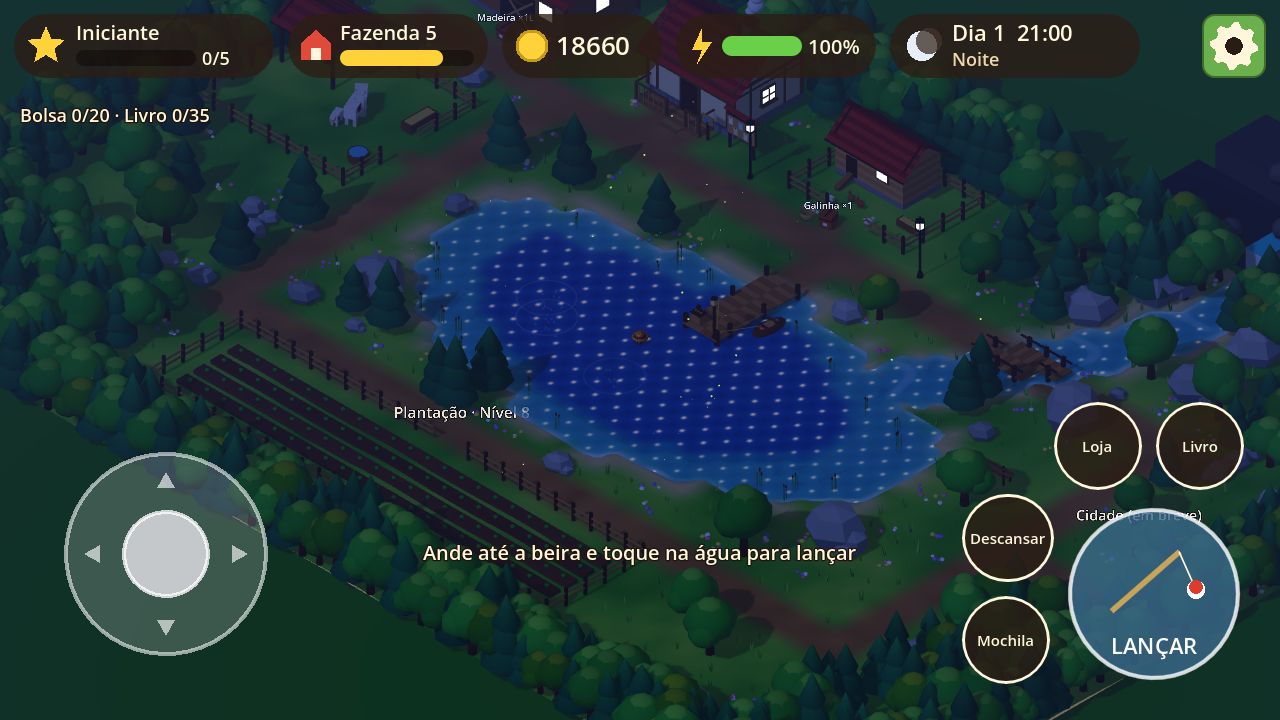 Madeira ×1
Iniciante
0/5
Fazenda 5
18660
100%
Dia 1 21:00
Noite
Bolsa 0/20 · Livro 0/35
Galinha ×1
Plantação · Nível 8
Loja
Livro
Cidade (em breve)
Descansar
Ande até a beira e toque na água para lançar
Mochila
LANÇAR